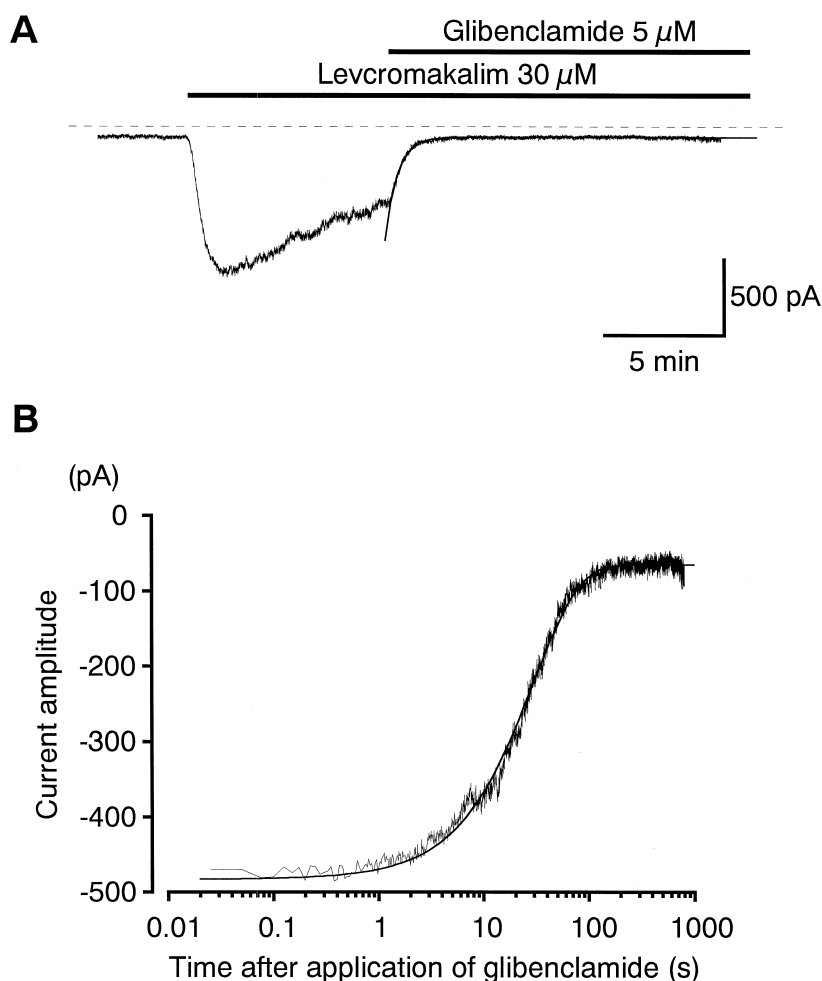 A
Glibenclamide 5 µM
Levcromakalim 30 µM
500 pA
5 min
B
(pA)
0
-100
-200
-300
-400
-500
Current amplitude
0.01 0.1 1 10 100 1000
Time after application of glibenclamide (s)